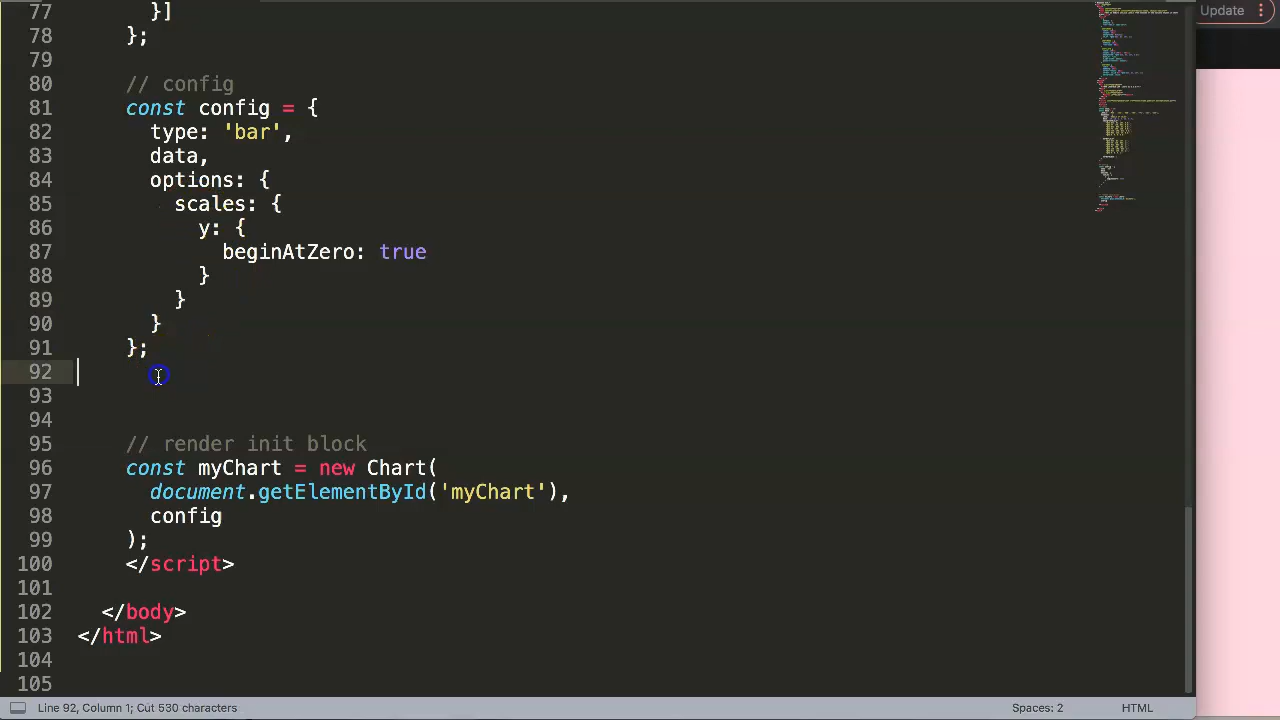 Update
77 }]
78 };
79
80 // config
81 const config = {
82 type: 'bar',
83 data,
84 options: {
85 scales: {
86 y: {
87 beginAtZero: true
88 }
89 }
90 }
91 };
92
93
94
95 // render init block
96 const myChart = new Chart(
97 document.getElementById('myChart'),
98 config
99 );
100 </script>
101
102 </body>
103 </html>
104
105
Line 92, Column 1; Cut 530 characters
Spaces: 2
HTML